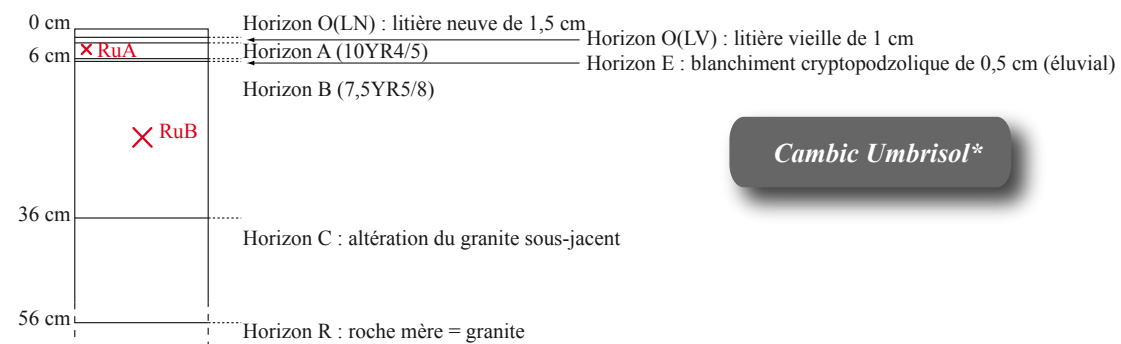 0 cm
Horizon O(LN) : litière neuve de 1,5 cm
Horizon O(LV) : litière vieille de 1 cm
RuA
Horizon A (10YR4/5)
6 cm
Horizon E : blanchiment cryptopodzolique de 0,5 cm (éluvial)
Horizon B (7,5YR5/8)
RuB
Cambic Umbrisol*
36 cm
Horizon C : altération du granite sous-jacent
56 cm
Horizon R : roche mère = granite